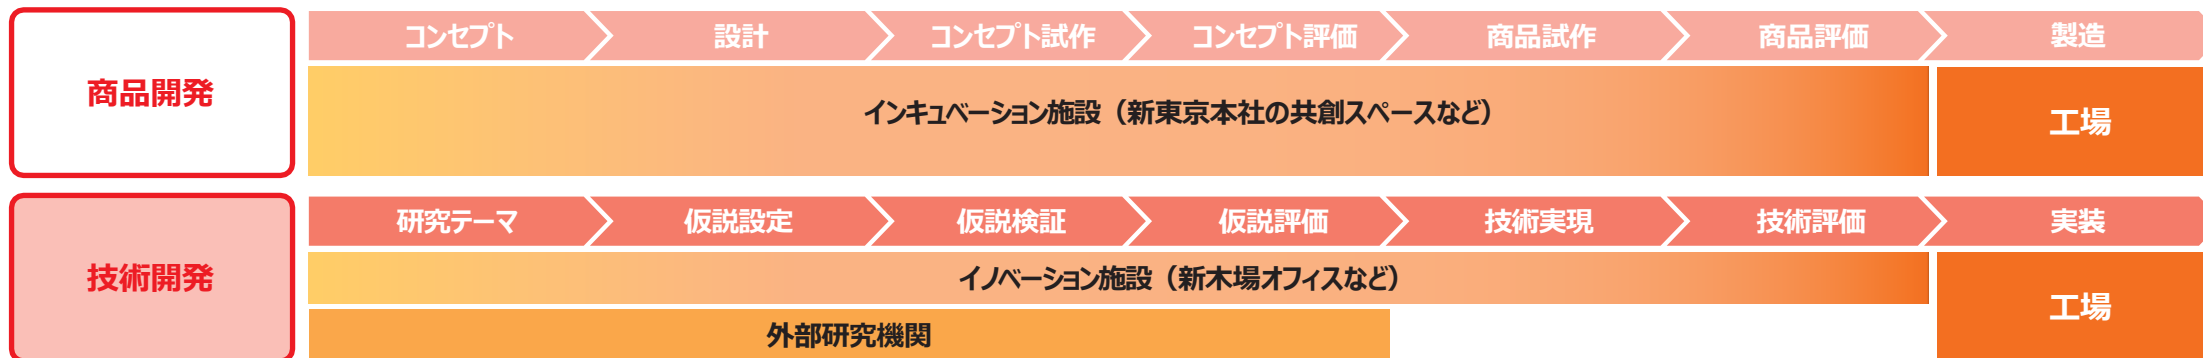 商品開発
コンセプト
設計
コンセプト試作
コンセプト評価
商品試作
商品評価
製造
インキュベーション施設（新東京本社の共創スペースなど）
工場
技術開発
研究テーマ
仮説設定
仮説検証
仮説評価
技術実現
技術評価
実装
イノベーション施設（新木場オフィスなど）
工場
外部研究機関